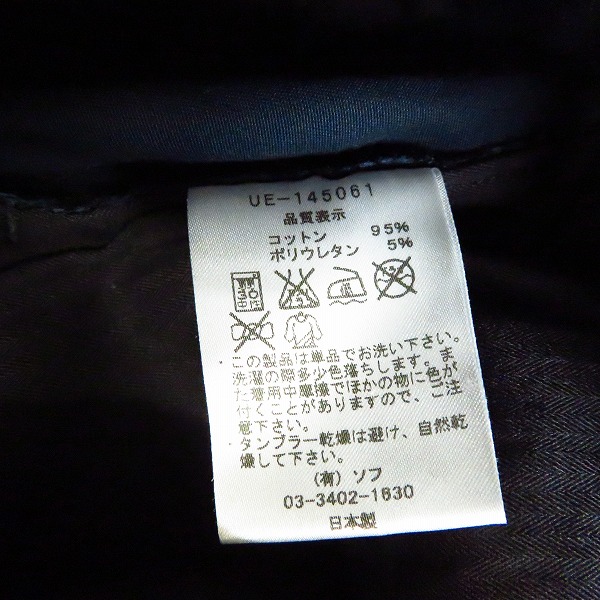 UE-145061
品質表示
コットン 95%
ポリウレタン 5%
・この製品は単品でお洗い下さい。
洗濯の際多少色落ちします。ま
た着用中摩擦でほかの物に色が
付くことがありますので、ご注
意下さい。
・タンブラー乾燥は避け、自然乾
燥して下さい。
(有) ソフ
03-3402-1630
日本製